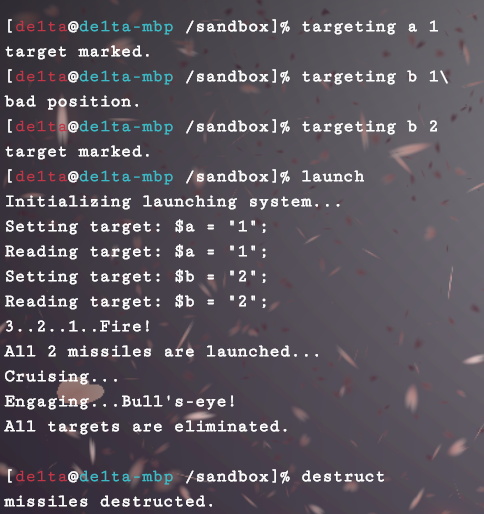 [de1ta@de1ta-mbp /sandbox]% targeting a 1
target marked.
[de1ta@de1ta-mbp /sandbox]% targeting b 1\
bad position.
[de1ta@de1ta-mbp /sandbox]% targeting b 2
target marked.
[de1ta@de1ta-mbp /sandbox]% launch
Initializing launching system...
Setting target: $a = "1";
Reading target: $a = "1";
Setting target: $b = "2";
Reading target: $b = "2";
3..2..1..Fire!
All 2 missiles are launched...
Cruising...
Engaging...Bull's-eye!
All targets are eliminated.
[de1ta@de1ta-mbp /sandbox]% destruct
missiles destructed.